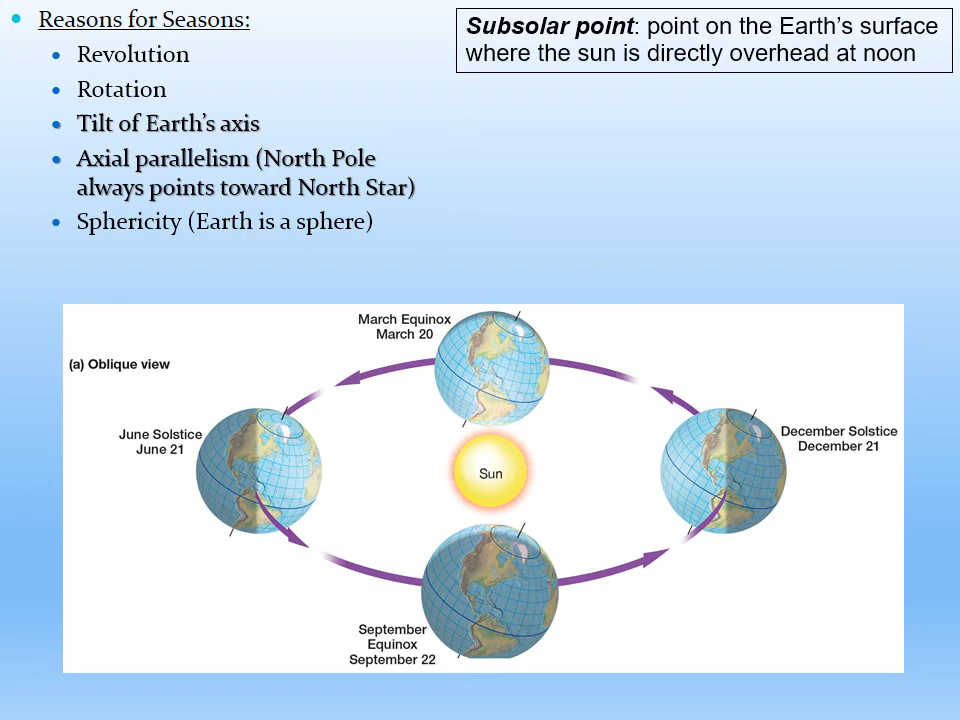 Reasons for Seasons:
Revolution
Rotation
Tilt of Earth's axis
Axial parallelism (North Pole
always points toward North Star)
Sphericity (Earth is a sphere)
Subsolar point: point on the Earth's surface
where the sun is directly overhead at noon
March Equinox
March 20
(a) Oblique view
June Solstice
June 21
December Solstice
December 21
Sun
September
Equinox
September 22